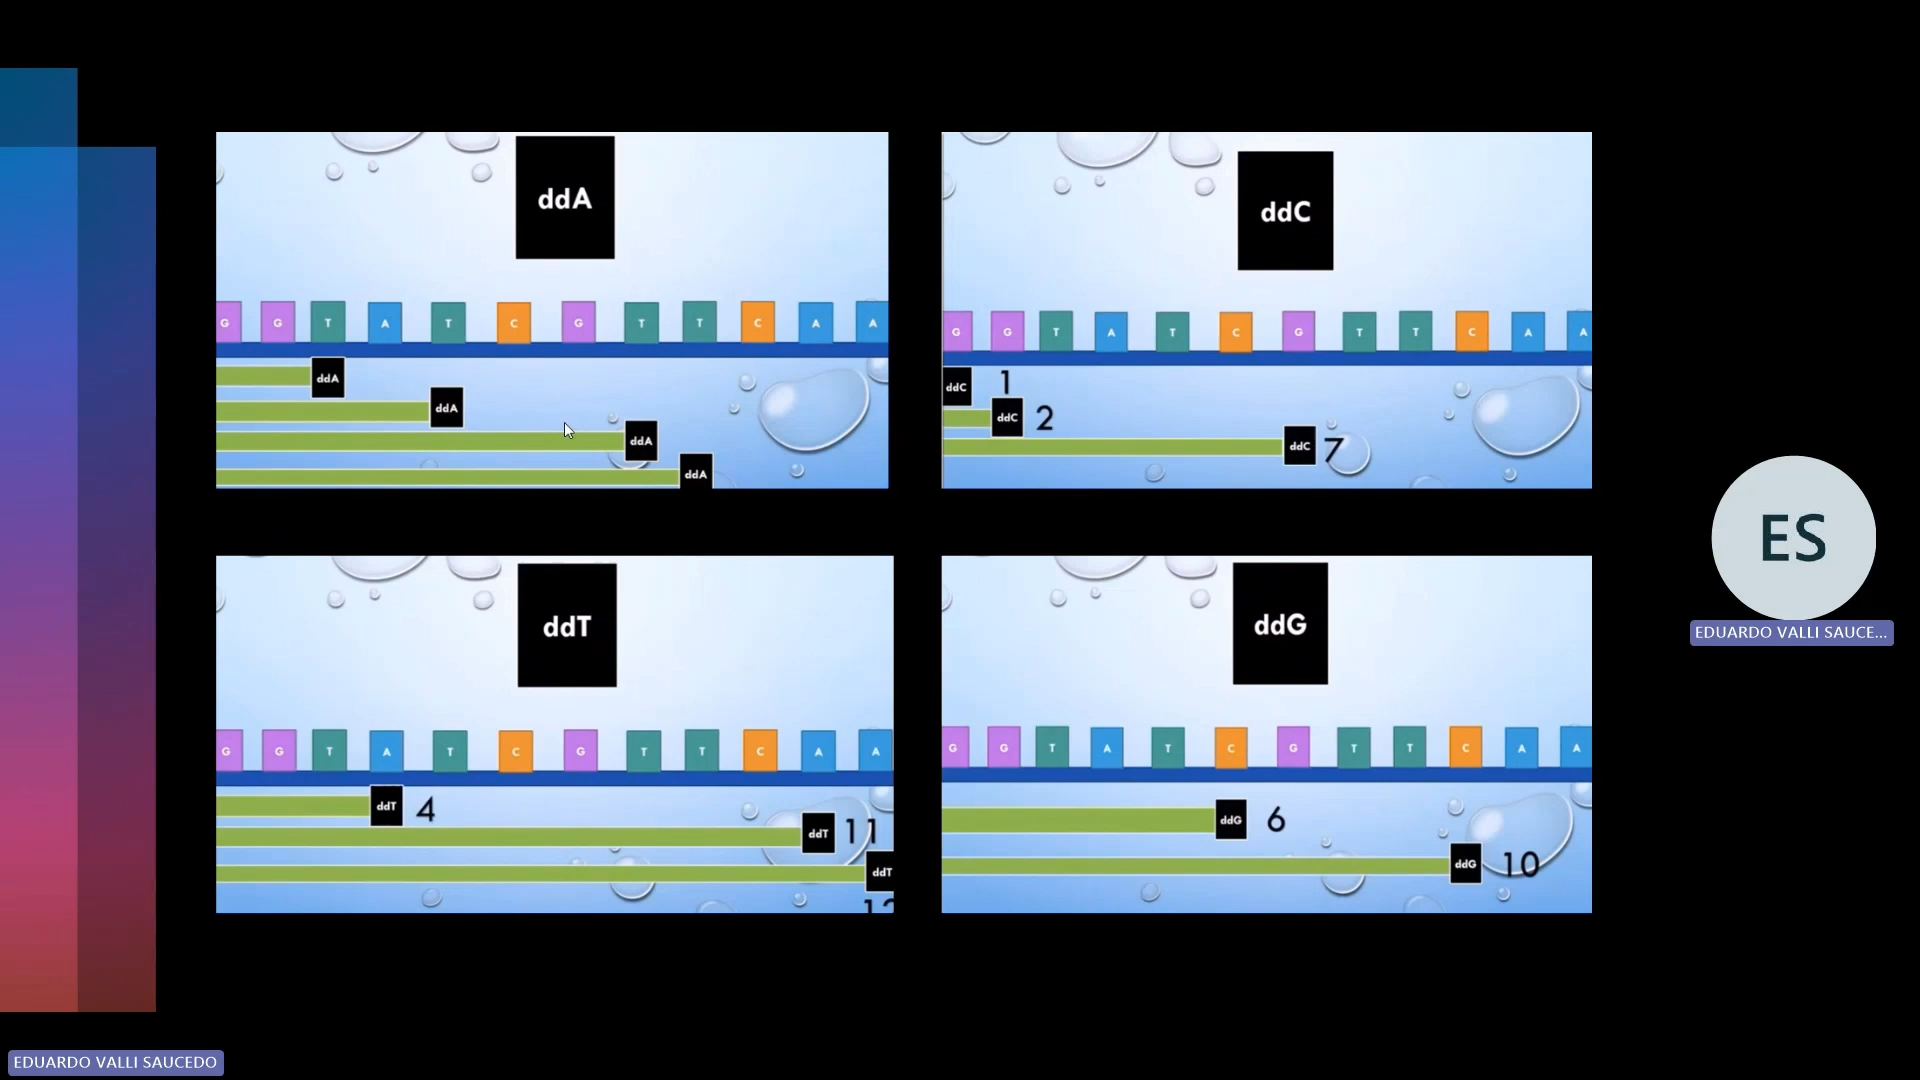 ddA
G G T A T C G T T C A A
ddA
ddA
ddA
ddA
ddC
G G T A T C G T T C A A
ddC 1
ddC 2
ddC 7
ddT
G G T A T C G T T C A A
ddT 4
ddT 11
ddT
12
ddG
G G T A T C G T T C A A
ddG 6
ddG 10
ES
EDUARDO VALLI SAUCE...
EDUARDO VALLI SAUCEDO